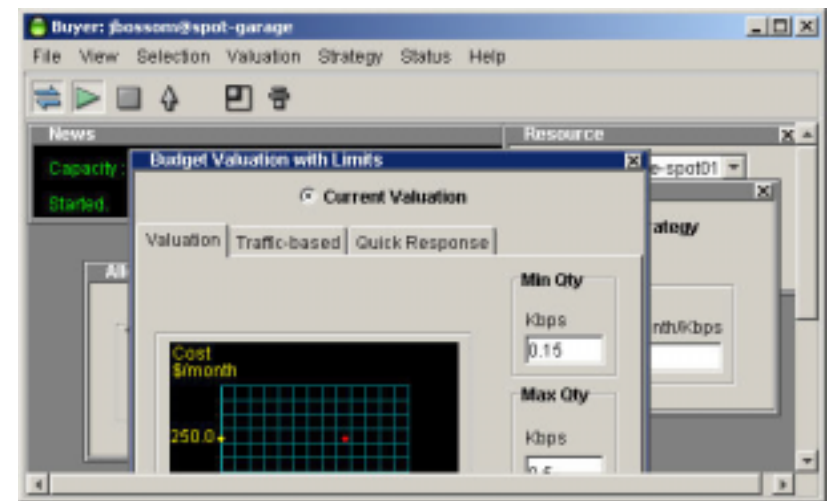 Buyer: jbossom@spot-garage
File View Selection Valuation Strategy Status Help
News
Resource
Capacity :
Started.
e-spot01
Budget Valuation with Limits
Current Valuation
Valuation Traffic-based Quick Response
ategy
All
Min Qty
Kbps
0.15
nth/Kbps
Cost
$/month
250.0
Max Qty
Kbps